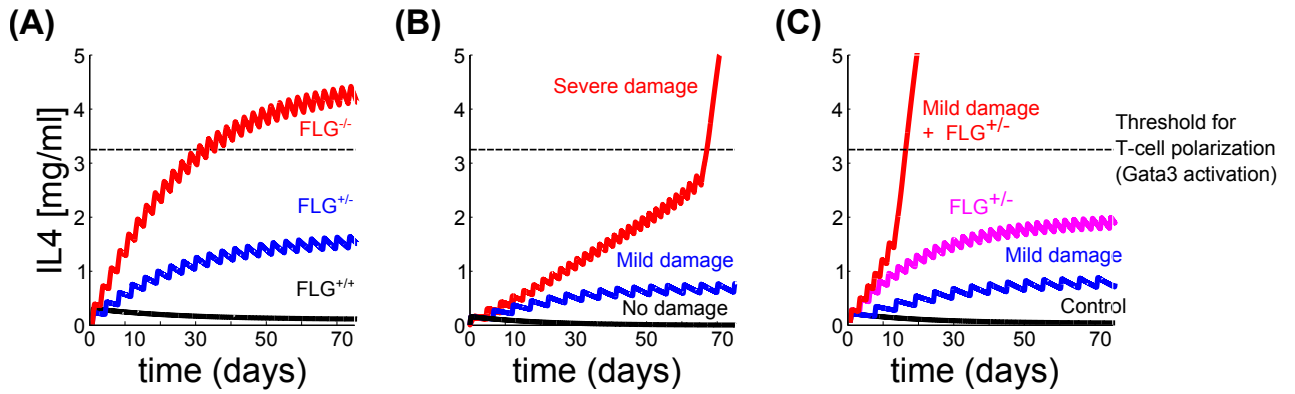 (A)
(B)
(C)
5
4
3
2
1
0
IL4 [mg/ml]
FLG-/-
FLG+/-
FLG+/+
0
10
30
50
70
time (days)
5
4
3
2
1
0
Severe damage
Mild damage
No damage
0
10
30
50
70
time (days)
5
4
3
2
1
0
Mild damage
+ FLG+/-
FLG+/-
Mild damage
Control
0
10
30
50
70
time (days)
Threshold for
T-cell polarization
(Gata3 activation)